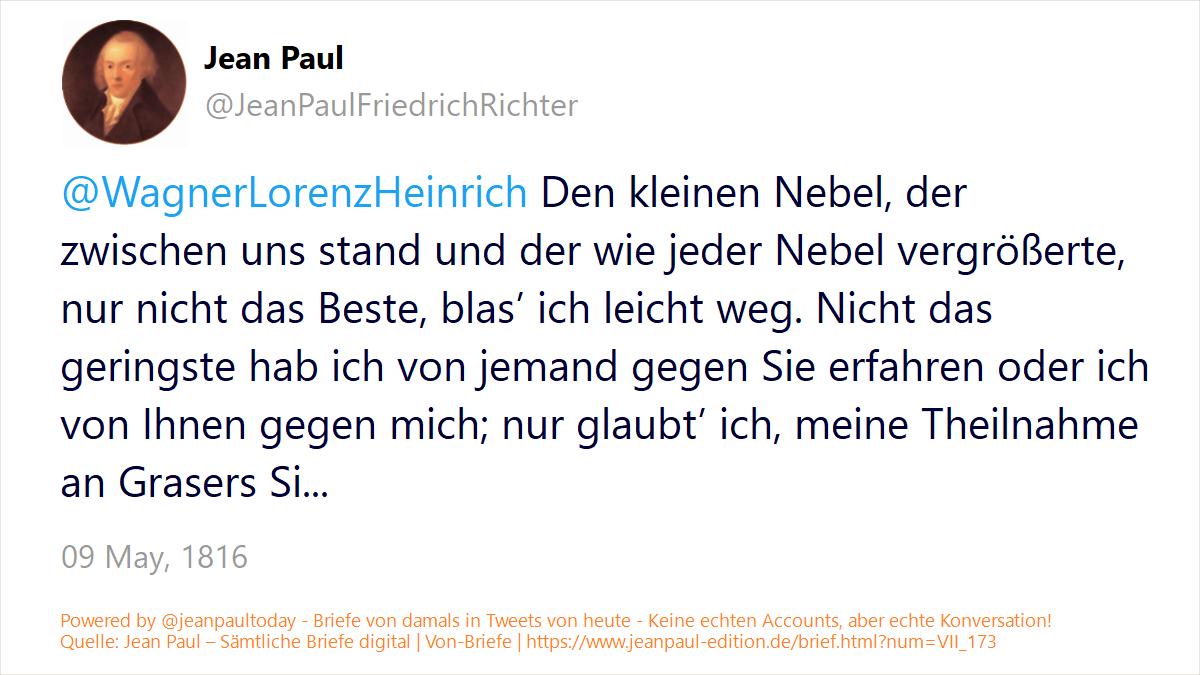 Jean Paul
@JeanPaulFriedrichRichter
@WagnerLorenzHeinrich Den kleinen Nebel, der
zwischen uns stand und der wie jeder Nebel vergrößerte,
nur nicht das Beste, blas’ ich leicht weg. Nicht das
geringste hab ich von jemand gegen Sie erfahren oder ich
von Ihnen gegen mich; nur glaubt’ ich, meine Theilnahme
an Grasers Si...
09 May, 1816
Powered by @jeanpaultoday - Briefe von damals in Tweets von heute - Keine echten Accounts, aber echte Konversation!
Quelle: Jean Paul – Sämtliche Briefe digital | Von-Briefe | https://www.jeanpaul-edition.de/brief.html?num=VII_173